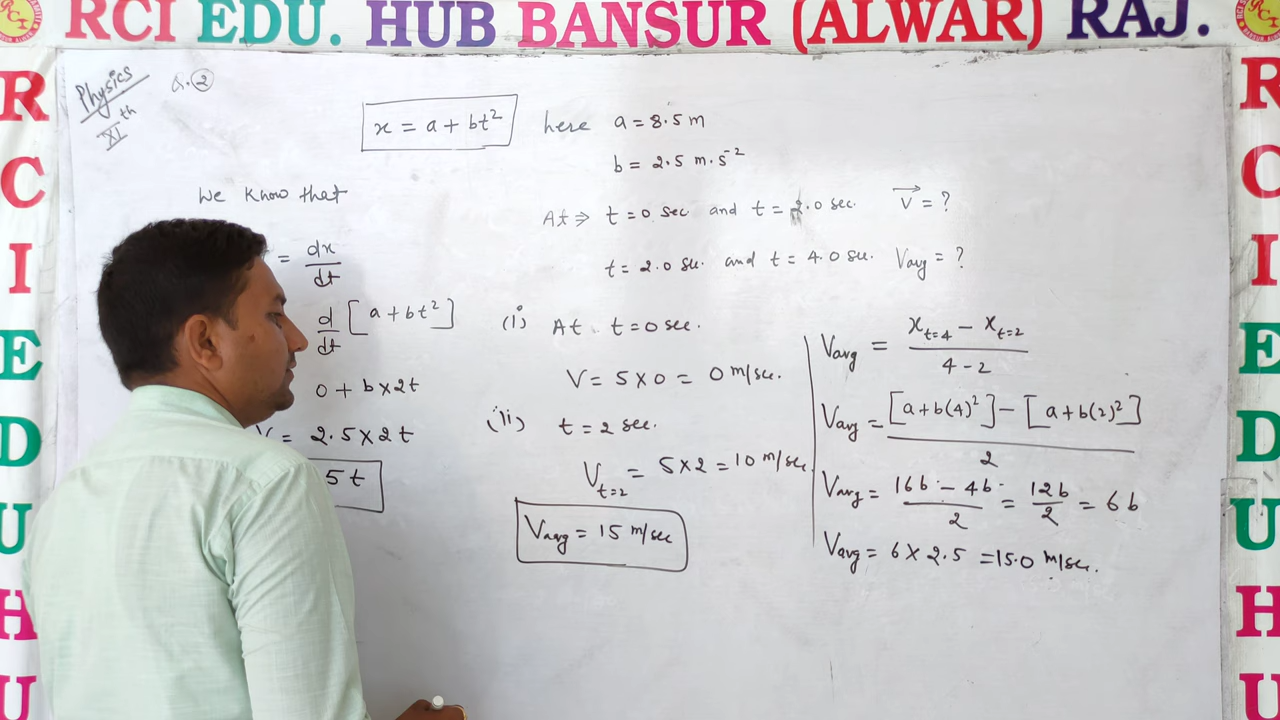 RCI EDU. HUB BANSUR (ALWAR) RAJ.
R
C
I
E
D
U
H
U
R
C
I
E
D
U
H
U
Physics
XIth
Q.2
x = a + bt² here a = 8.5 m
b = 2.5 m.s⁻²
We know that
= dx/dt
d/dt [a + bt²]
0 + b×2t
V = 2.5×2t
5t
At ⇒ t = 0 sec and t = 2.0 sec. V⃗ = ?
t = 2.0 sec. and t = 4.0 sec. Vavg = ?
(i) At t = 0 sec.
V = 5×0 = 0 m/sec.
(ii) t = 2 sec.
Vt=2 = 5×2 = 10 m/sec.
Vavg = 15 m/sec
Vavg = (xt=4 − xt=2)/(4−2)
Vavg = ([a+b(4)²] − [a+b(2)²])/2
Vavg = (16b − 4b)/2 = 12b/2 = 6b
Vavg = 6×2.5 = 15.0 m/sec.